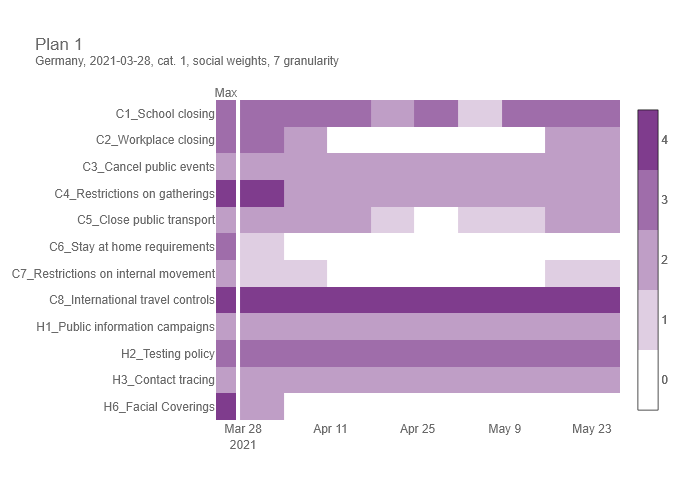 Plan 1
Germany, 2021-03-28, cat. 1, social weights, 7 granularity
Max
C1_School closing
C2_Workplace closing
C3_Cancel public events
C4_Restrictions on gatherings
C5_Close public transport
C6_Stay at home requirements
C7_Restrictions on internal movement
C8_International travel controls
H1_Public information campaigns
H2_Testing policy
H3_Contact tracing
H6_Facial Coverings
Mar 28 Apr 11 Apr 25 May 9 May 23
2021
4
3
2
1
0